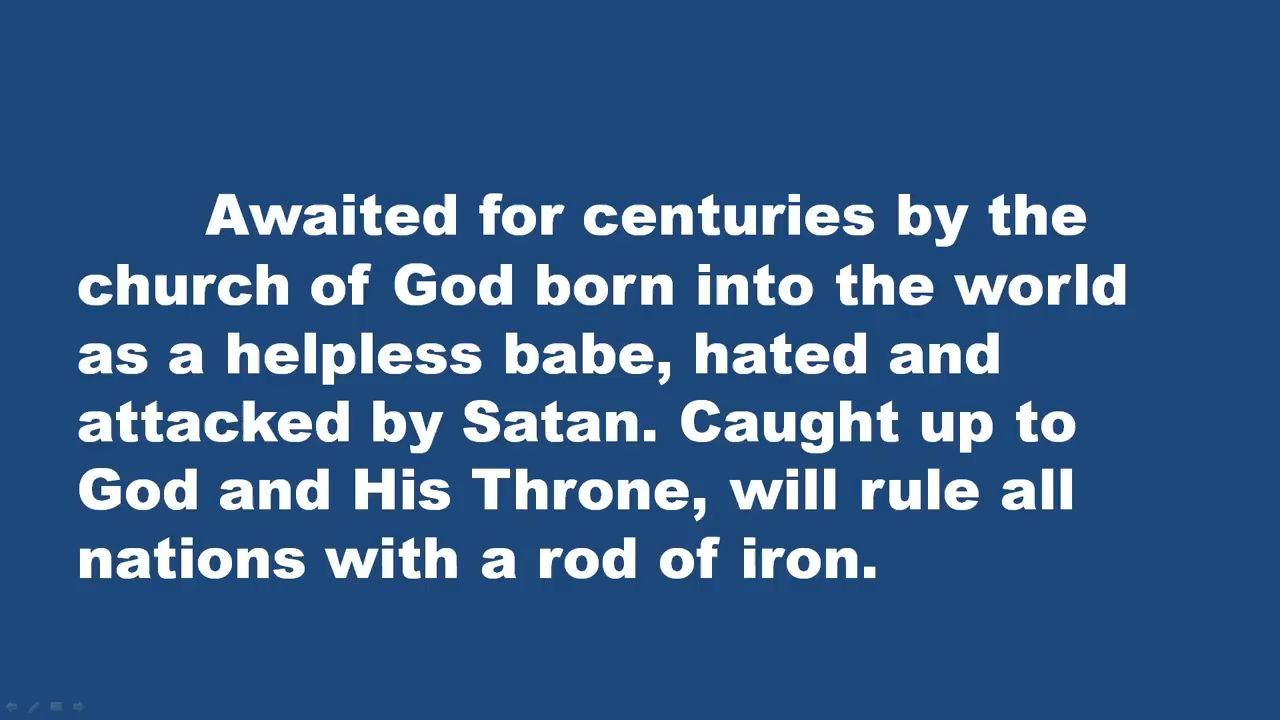 Awaited for centuries by the
church of God born into the world
as a helpless babe, hated and
attacked by Satan. Caught up to
God and His Throne, will rule all
nations with a rod of iron.